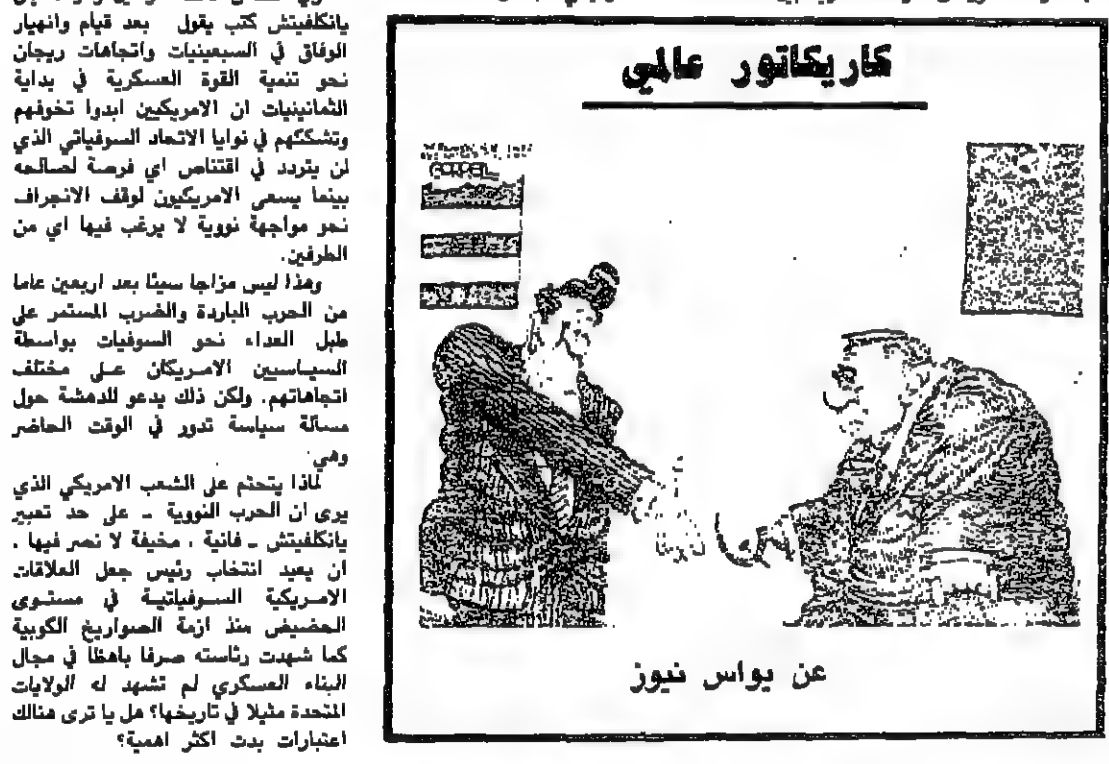 كاريكاتور عالمي
عن يواس نيوز
يانكلفيتش كتب يقول بعد قيام وانهيار
الوفاق في السبعينيات واتجاهات ريجان
نحو تنمية القوة العسكرية في بداية
الثمانينيات ان الامريكيين ابدوا تخوفهم
وتشككهم في نوايا الاتحاد السوفياتي الذي
لن يتردد في اقتناص اي فرصة لصالحه
بينما يسعى الامريكيون لوقف الانجراف
نحو مواجهة نووية لا يرغب فيها اي من
الطرفين.
وهذا ليس مزاجا سيئا بعد اربعين عاما
من الحرب الباردة والضرب المستمر على
طبل العداء نحو السوفيات بواسطة
السياسيين الامريكان على مختلف
اتجاهاتهم. ولكن ذلك يدعو للدهشة حول
مسألة سياسة تدور في الوقت الحاضر
وهي
لماذا يتحتم على الشعب الامريكي الذي
يرى ان الحرب النووية ـ على حد تعبير
يانكلفيتش ـ فانية ، مخيفة لا نصر فيها ،
ان يعيد انتخاب رئيس جعل العلاقات
الامريكية السوفياتية في مستوى
الحضيض منذ ازمة الصواريخ الكوبية
كما شهدت رئاسته صرفا باهظا في مجال
البناء العسكري لم تشهد له الولايات
المتحدة مثيلا في تاريخها؟ هل يا ترى هنالك
اعتبارات بدت اكثر اهمية؟